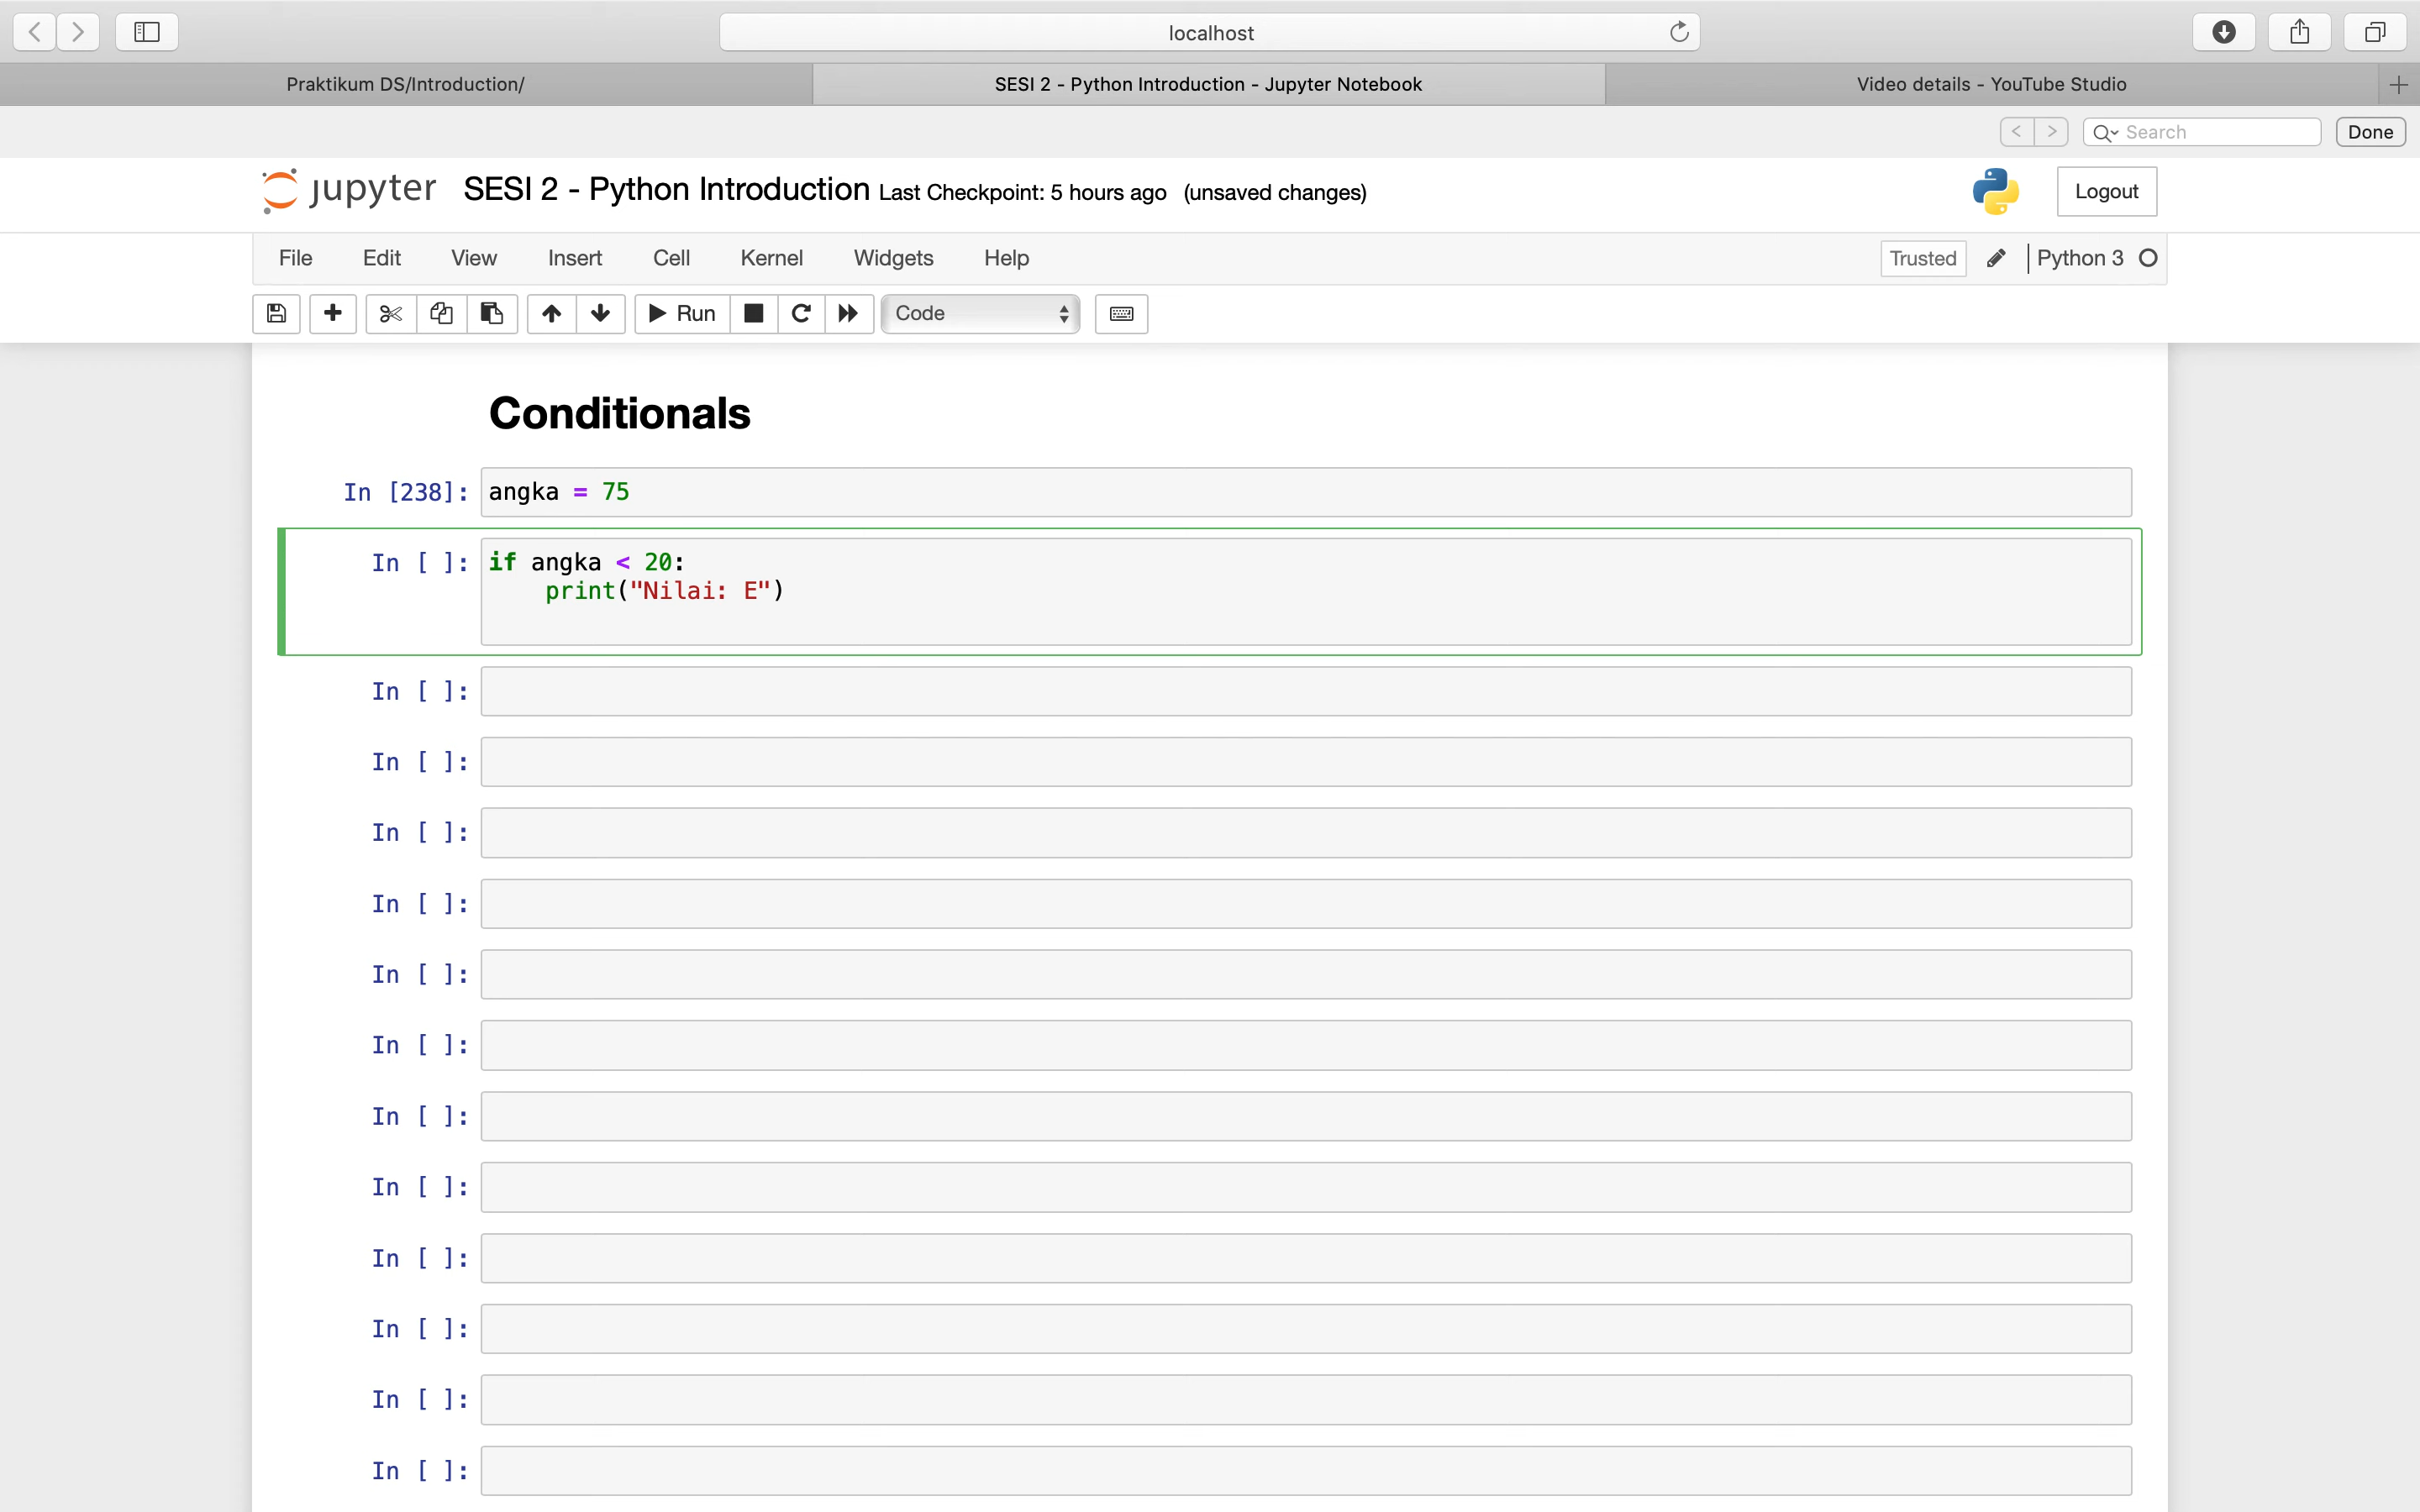 localhost
Praktikum DS/Introduction/
SESI 2 - Python Introduction - Jupyter Notebook
Video details - YouTube Studio
Search
Done
jupyter SESI 2 - Python Introduction Last Checkpoint: 5 hours ago (unsaved changes)
Logout
File Edit View Insert Cell Kernel Widgets Help
Trusted
Python 3
Run
Code
Conditionals
In [238]: angka = 75
In [ ]: if angka < 20:
print("Nilai: E")
In [ ]:
In [ ]:
In [ ]:
In [ ]:
In [ ]:
In [ ]:
In [ ]:
In [ ]:
In [ ]:
In [ ]:
In [ ]:
In [ ]: